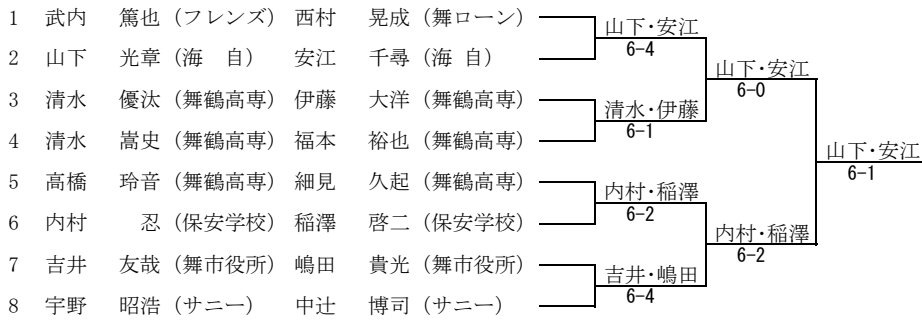 1 武内 篤也 (フレンズ) 西村 晃成 (舞ローン)
山下・安江
6-4
2 山下 光章 (海 自) 安江 千尋 (海 自)
山下・安江
6-0
3 清水 優汰 (舞鶴高専) 伊藤 大洋 (舞鶴高専)
清水・伊藤
6-1
4 清水 嵩史 (舞鶴高専) 福本 裕也 (舞鶴高専)
山下・安江
6-1
5 高橋 玲音 (舞鶴高専) 細見 久起 (舞鶴高専)
内村・稲澤
6-2
6 内村 忍 (保安学校) 稲澤 啓二 (保安学校)
内村・稲澤
6-2
7 吉井 友哉 (舞市役所) 嶋田 貴光 (舞市役所)
吉井・嶋田
6-4
8 宇野 昭浩 (サニー) 中辻 博司 (サニー)